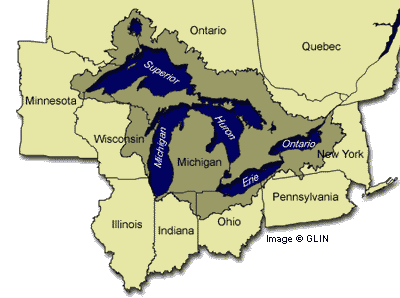 Ontario
Quebec
Superior
Minnesota
Wisconsin
Michigan
Michigan
Huron
Ontario
Erie
New York
Pennsylvania
Illinois
Indiana
Ohio
Image © GLIN